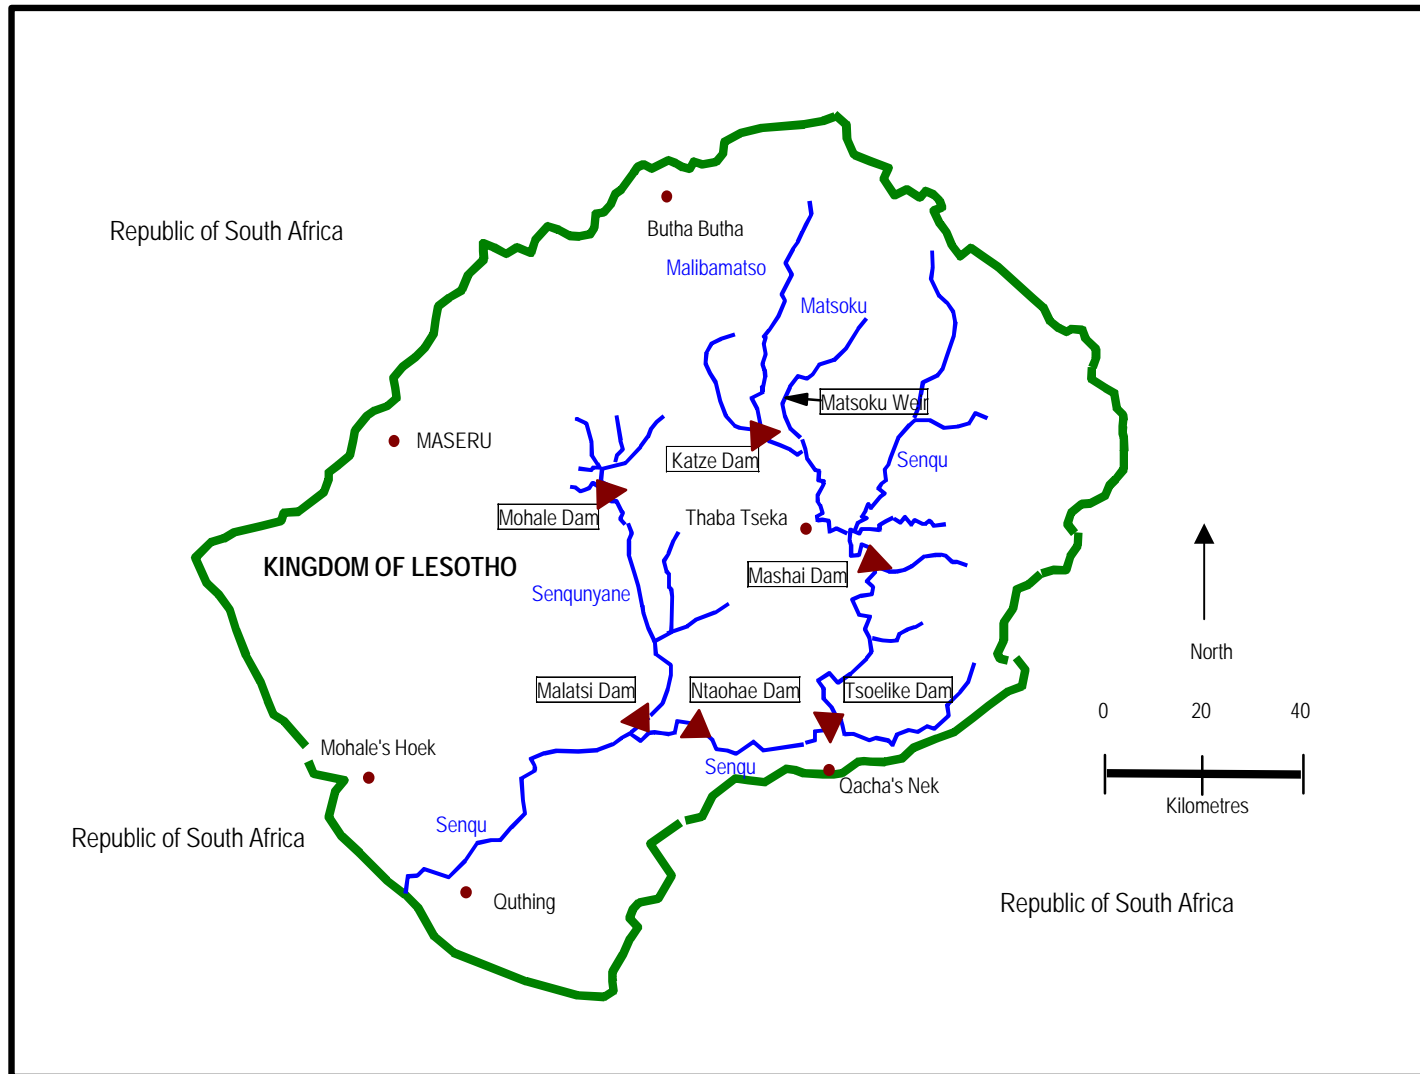 Butha Butha
Republic of South Africa
Malibamatso
Matsoku
Matsoku Weir
MASERU
Katze Dam
Senqu
Mohale Dam
Thaba Tseka
KINGDOM OF LESOTHO
Mashai Dam
Senqunyane
North
Malatsi Dam
Ntaohae Dam
Tsoelike Dam
0 20 40
Mohale's Hoek
Senqu
Qacha's Nek
Kilometres
Senqu
Republic of South Africa
Quthing
Republic of South Africa